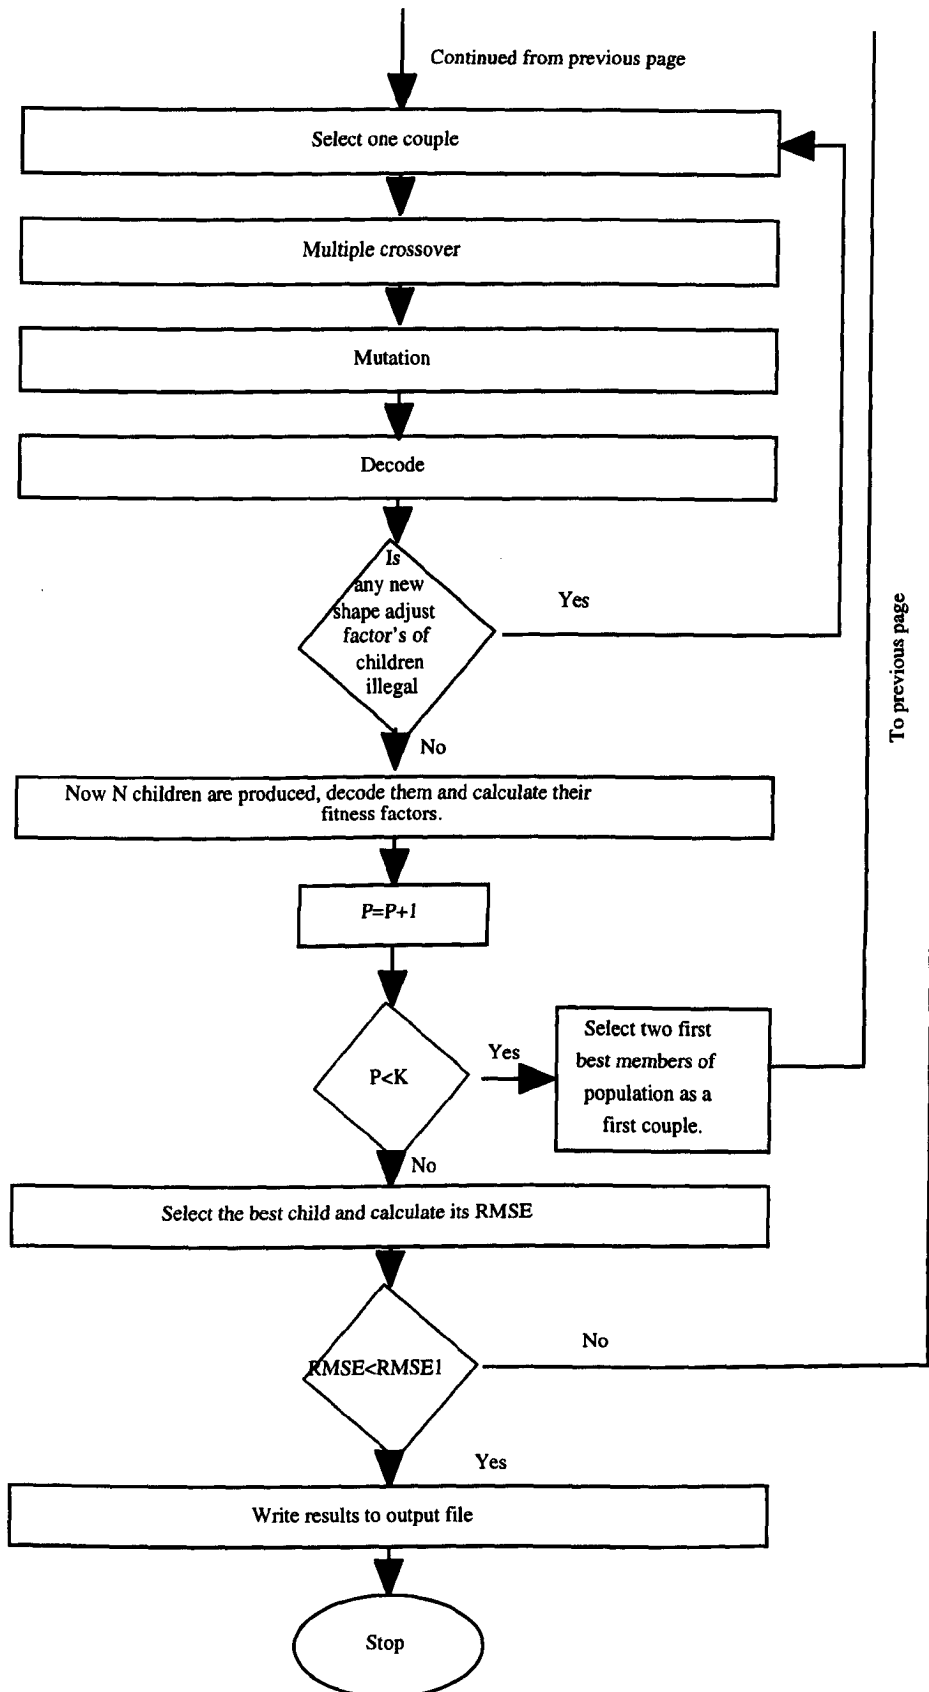 Continued from previous page
Select one couple
Multiple crossover
Mutation
Decode
Is
any new
shape adjust
factor's of
children
illegal
Yes
To previous page
No
Now N children are produced, decode them and calculate their
fitness factors.
P=P+1
P<K
Yes
Select two first
best members of
population as a
first couple.
No
Select the best child and calculate its RMSE
RMSE<RMSE1
No
Yes
Write results to output file
Stop